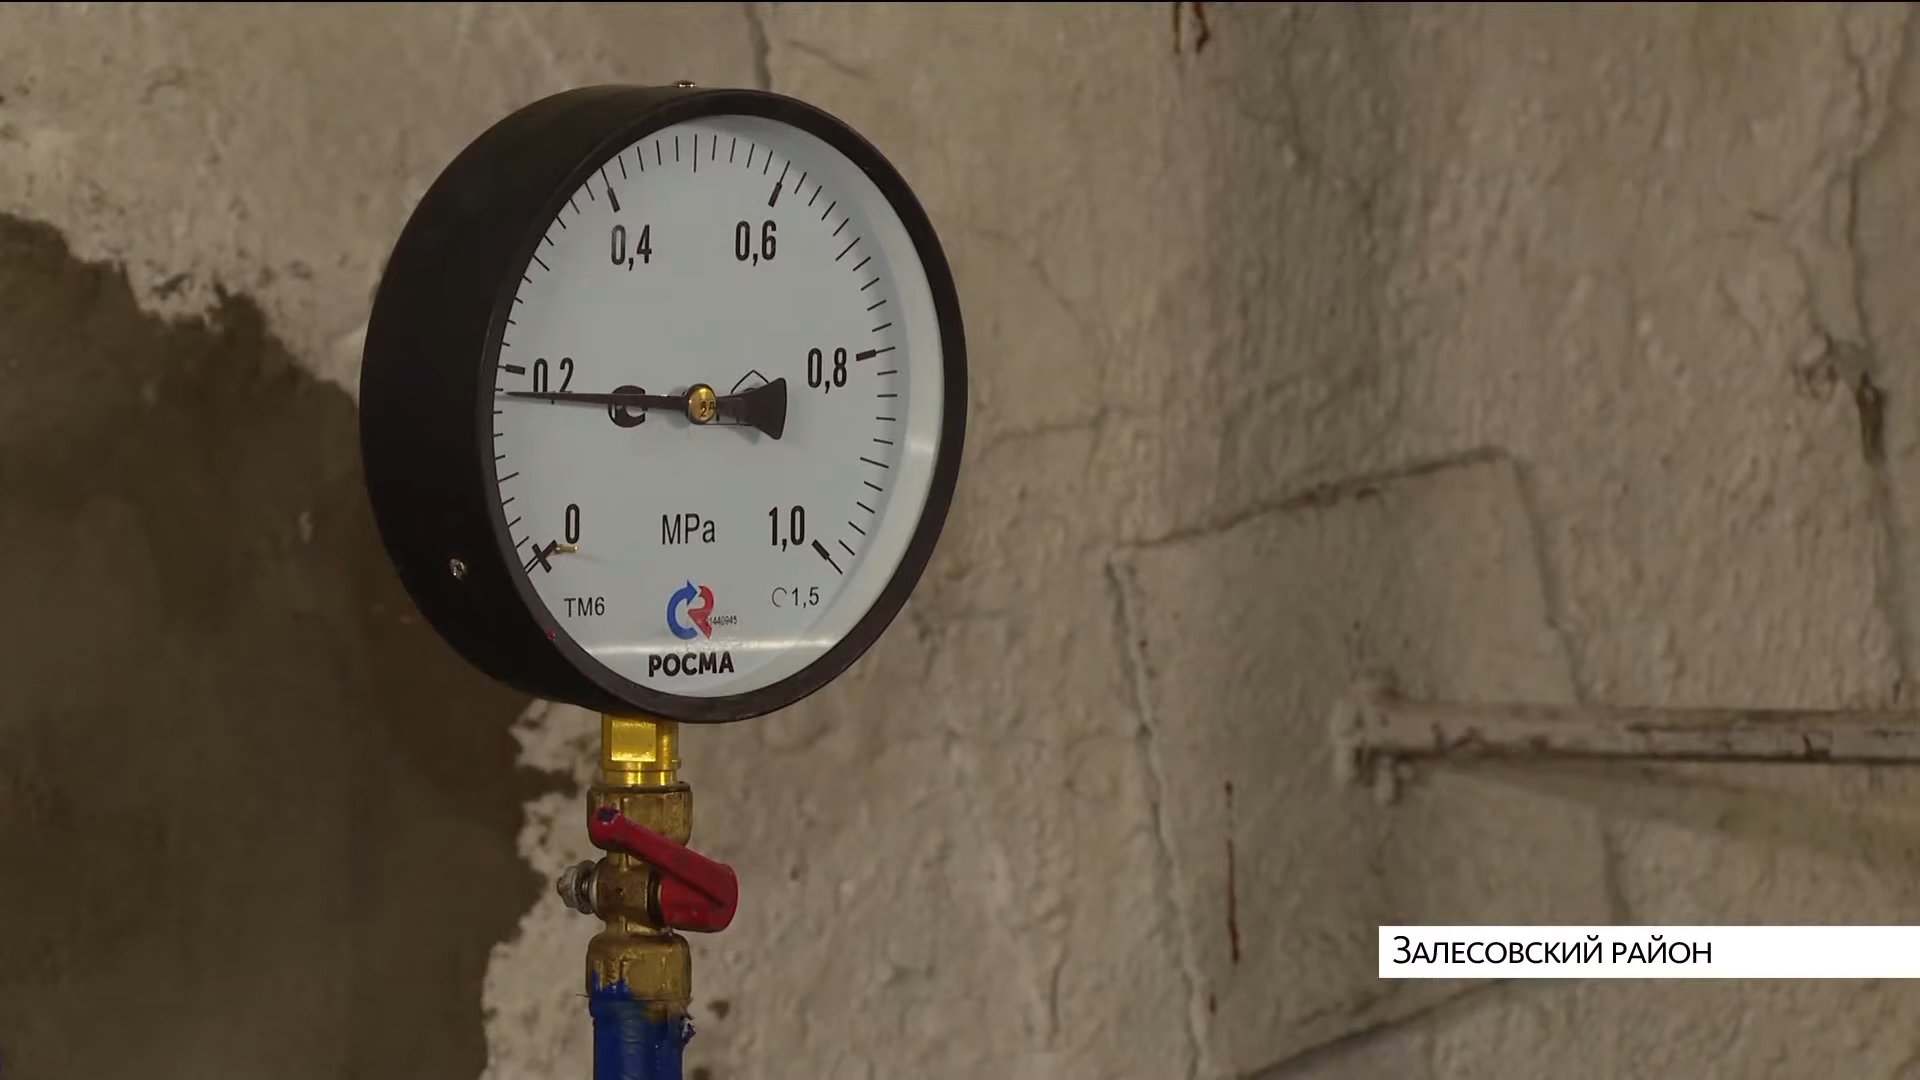 0,4 0,6
0,2 0,8
0 MPa 1,0
ТМ6 1,5
РОСМА
ЗАЛЕСОВСКИЙ РАЙОН